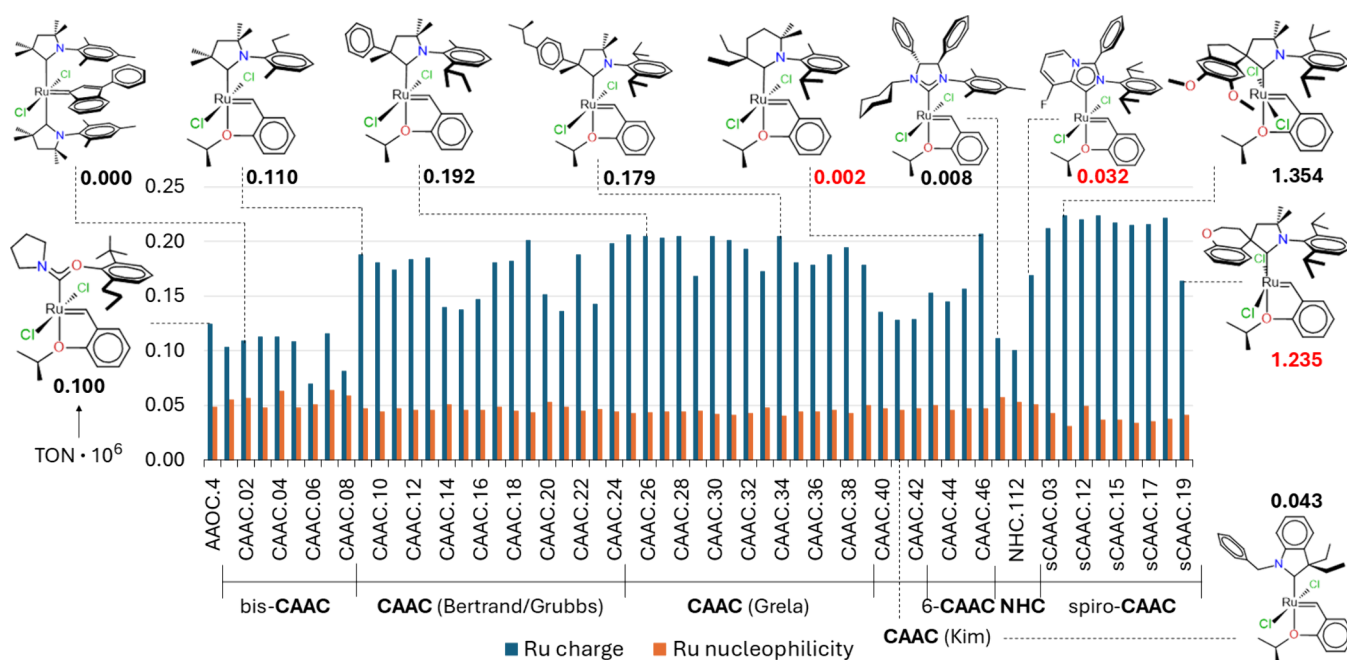 0.000
0.110
0.192
0.179
0.002
0.008
0.032
1.354
0.25
0.20
0.15
0.10
0.05
0.00
0.100
TON · 10⁶
1.235
0.043
AAOC.4
CAAC.02
CAAC.04
CAAC.06
CAAC.08
CAAC.10
CAAC.12
CAAC.14
CAAC.16
CAAC.18
CAAC.20
CAAC.22
CAAC.24
CAAC.26
CAAC.28
CAAC.30
CAAC.32
CAAC.34
CAAC.36
CAAC.38
CAAC.40
CAAC.42
CAAC.44
CAAC.46
NHC.112
sCAAC.03
sCAAC.12
sCAAC.15
sCAAC.17
sCAAC.19
bis-CAAC
CAAC (Bertrand/Grubbs)
CAAC (Grela)
6-CAAC
NHC
spiro-CAAC
CAAC (Kim)
Ru charge
Ru nucleophilicity